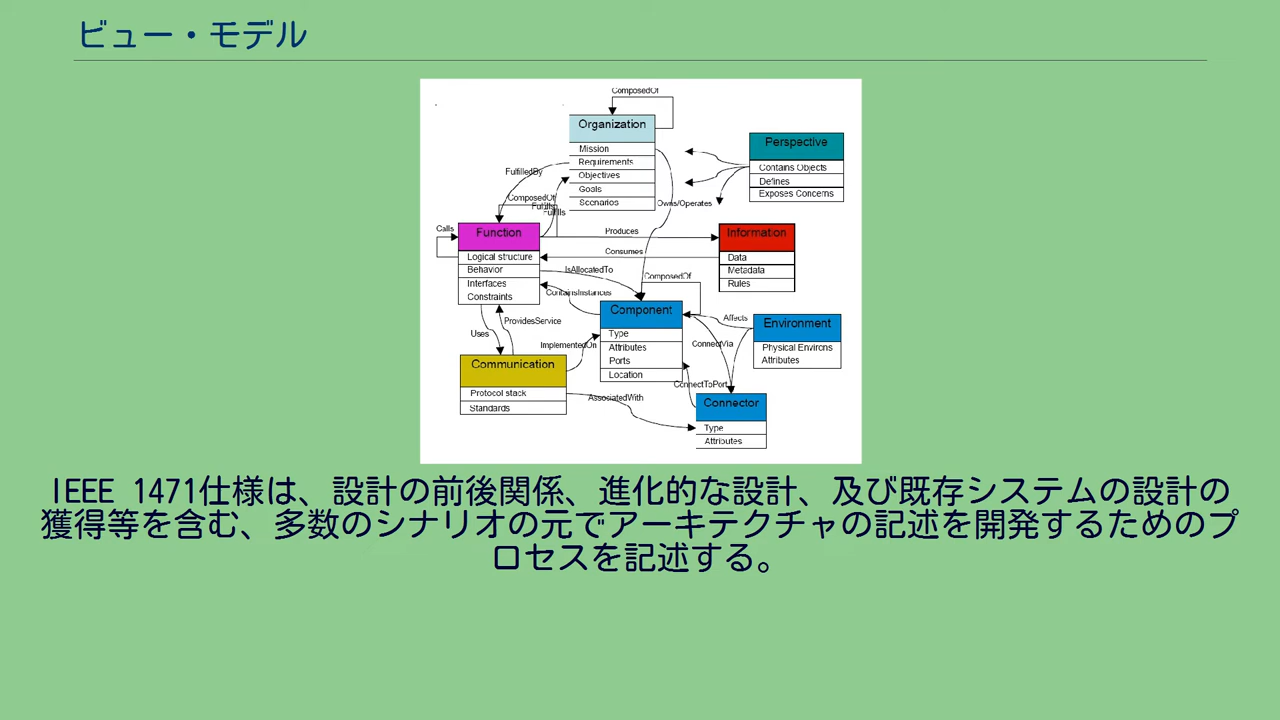 ビュー・モデル
ComposedOf
Organization
Mission
Requirements
Objectives
Goals
Scenarios
Perspective
Contains Objects
Defines
Exposes Concerns
FulfilledBy
ComposedOf
Fulfills
Fulfills
Owns/Operates
Calls
Function
Logical structure
Behavior
Interfaces
Constraints
Produces
Consumes
Information
Data
Metadata
Rules
IsAllocatedTo
ComposedOf
ContainsInstances
Component
Type
Attributes
Ports
Location
Affects
Environment
Physical Environs
Attributes
Uses
ProvidesService
ImplementedOn
ConnectVia
Communication
Protocol stack
Standards
ConnectToPort
AssociatedWith
Connector
Type
Attributes
IEEE 1471仕様は、設計の前後関係、進化的な設計、及び既存システムの設計の
獲得等を含む、多数のシナリオの元でアーキテクチャの記述を開発するためのプ
ロセスを記述する。